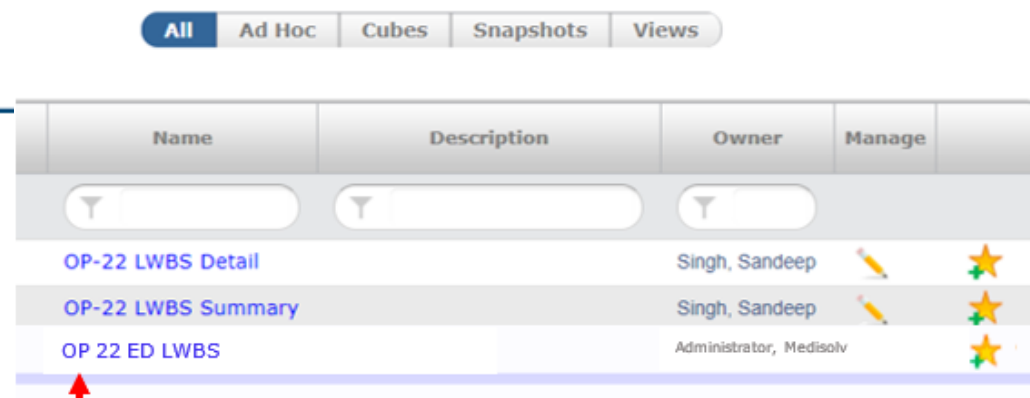 All Ad Hoc Cubes Snapshots Views
Name Description Owner Manage
OP-22 LWBS Detail Singh, Sandeep
OP-22 LWBS Summary Singh, Sandeep
OP 22 ED LWBS Administrator, Medisolv